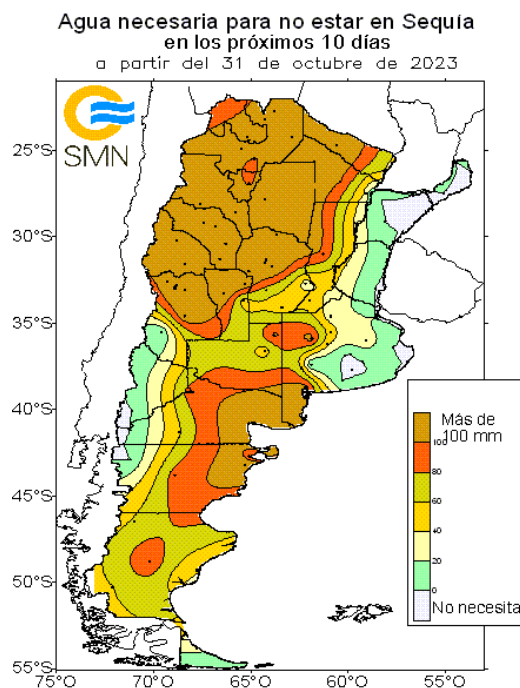 Agua necesaria para no estar en Sequía
en los próximos 10 días
a partir del 31 de octubre de 2023
SMN
25°S
30°S
35°S
40°S
45°S
50°S
55°S
75°O
70°O
65°O
60°O
55°O
Más de
100 mm
100
80
60
40
20
0
No necesita